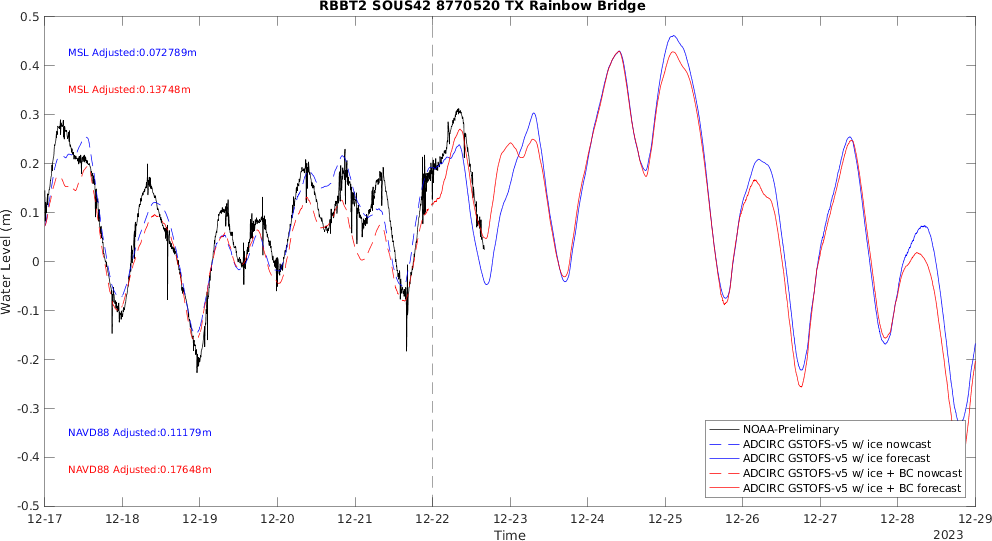 RBBT2 SOUS42 8770520 TX Rainbow Bridge
0.5
0.4
0.3
0.2
0.1
0
-0.1
-0.2
-0.3
-0.4
-0.5
Water Level (m)
MSL Adjusted:0.072789m
MSL Adjusted:0.13748m
NAVD88 Adjusted:0.11179m
NAVD88 Adjusted:0.17648m
NOAA-Preliminary
ADCIRC GSTOFS-v5 w/ ice nowcast
ADCIRC GSTOFS-v5 w/ ice forecast
ADCIRC GSTOFS-v5 w/ ice + BC nowcast
ADCIRC GSTOFS-v5 w/ ice + BC forecast
12-17 12-18 12-19 12-20 12-21 12-22 12-23 12-24 12-25 12-26 12-27 12-28 12-29
Time
2023